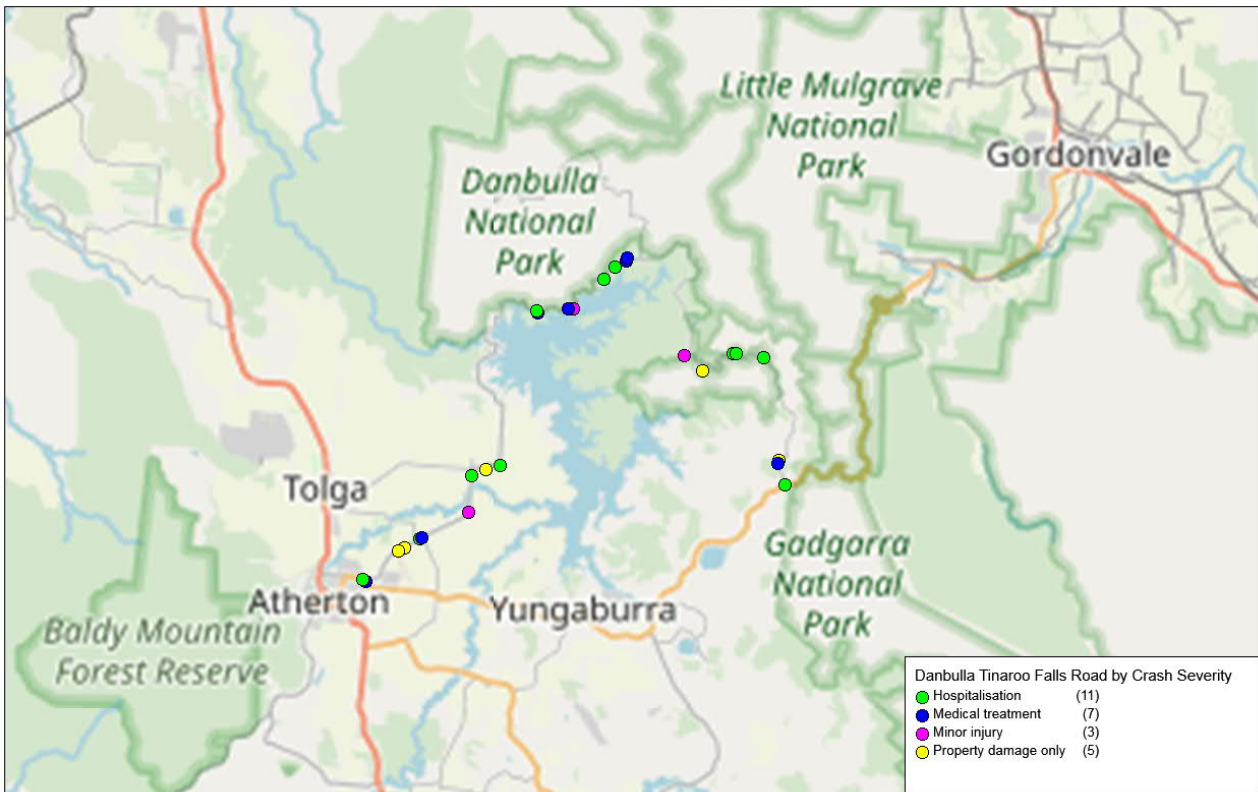 Little Mulgrave
National
Park
Gordonvale
Danbulla
National
Park
Tolga
Gadgarra
National
Park
Atherton
Yungaburra
Baldy Mountain
Forest Reserve
Danbulla Tinaroo Falls Road by Crash Severity
Hospitalisation (11)
Medical treatment (7)
Minor injury (3)
Property damage only (5)